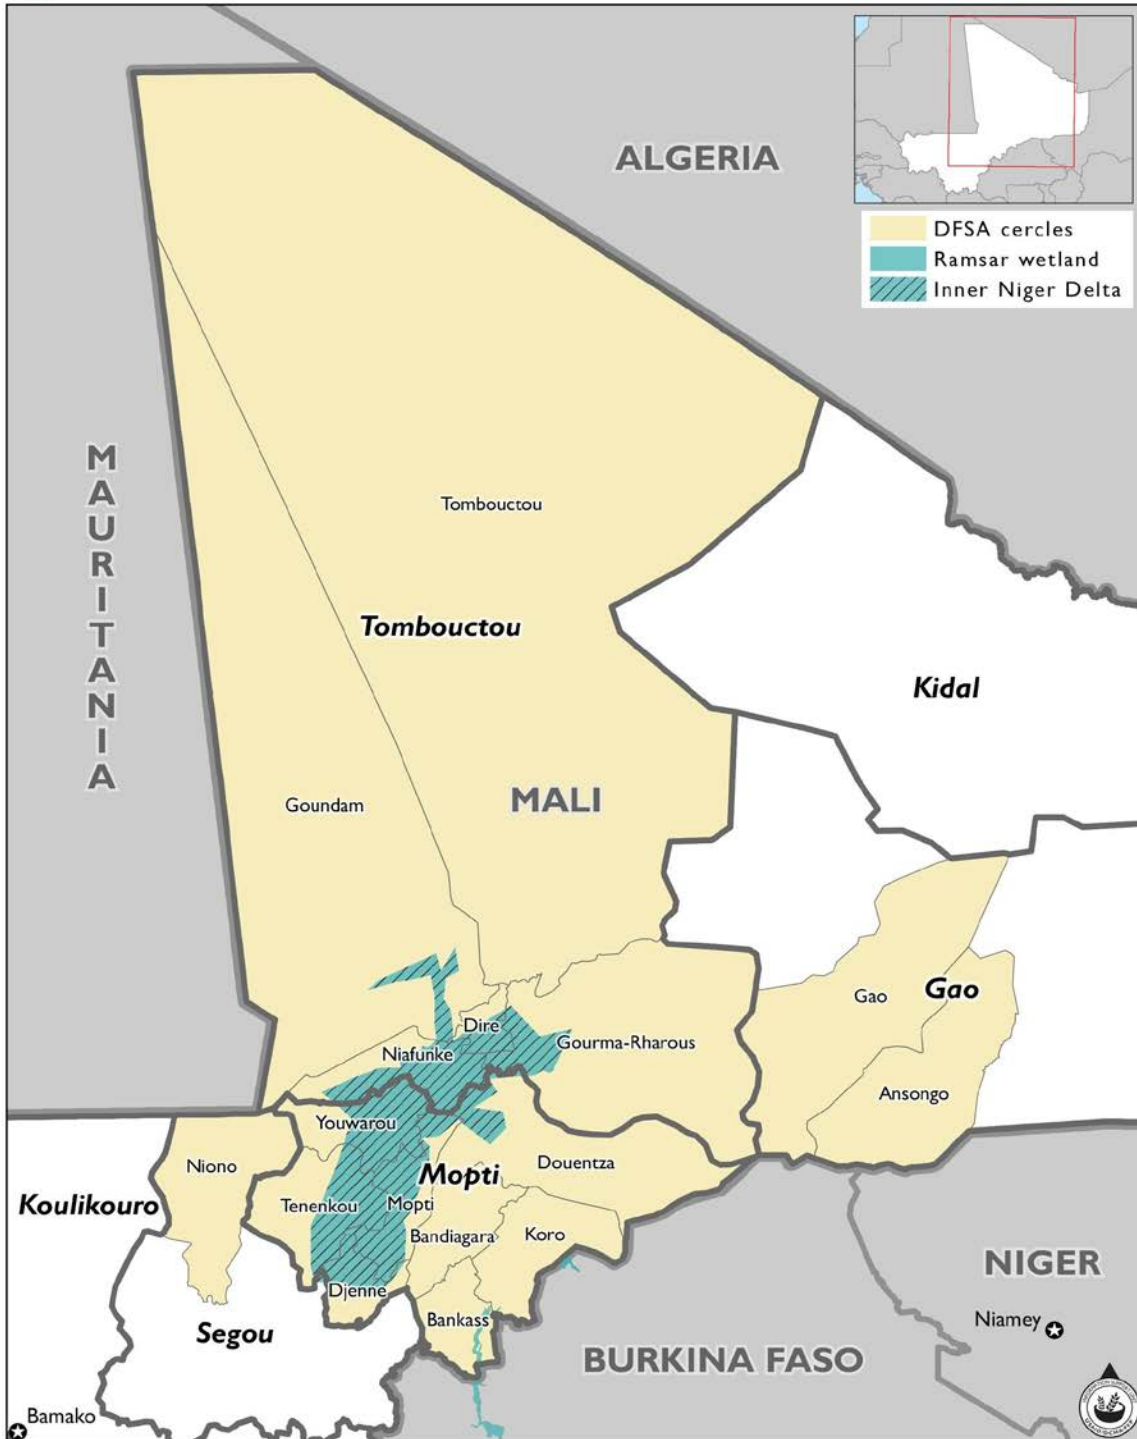 ALGERIA
DFSA cercles
Ramsar wetland
Inner Niger Delta
MAURITANIA
Tombouctou
Tombouctou
Kidal
Goundam
MALI
Gao
Gao
Dire
Niafunke
Gourma-Rharous
Ansongo
Youwarou
Niono
Mopti
Douentza
Koulikouro
Tenenkou
Mopti
Bandiagara
Koro
Djenne
Bankass
Segou
NIGER
Niamey
BURKINA FASO
Bamako